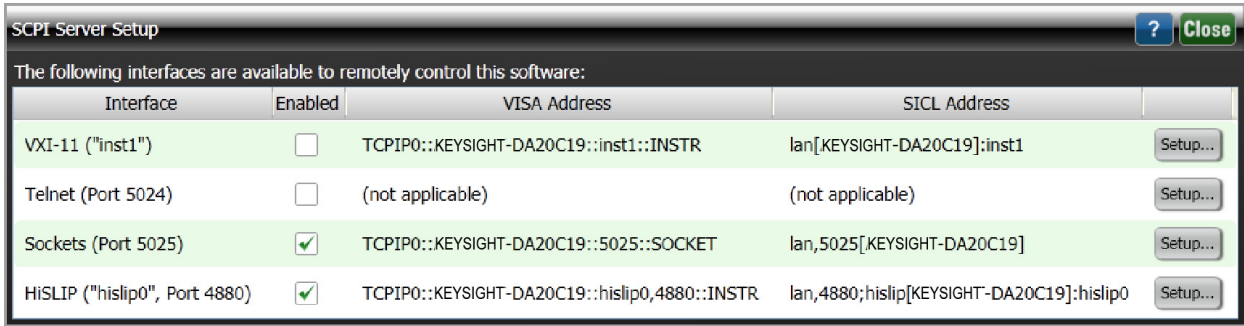 SCPI Server Setup ? Close
The following interfaces are available to remotely control this software:
Interface Enabled VISA Address SICL Address
VXI-11 ("inst1") TCPIP0::KEYSIGHT-DA20C19::inst1::INSTR lan[.KEYSIGHT-DA20C19]:inst1 Setup...
Telnet (Port 5024) (not applicable) (not applicable) Setup...
Sockets (Port 5025) TCPIP0::KEYSIGHT-DA20C19::5025::SOCKET lan,5025[.KEYSIGHT-DA20C19] Setup...
HiSLIP ("hislip0", Port 4880) TCPIP0::KEYSIGHT-DA20C19::hislip0,4880::INSTR lan,4880;hislip[KEYSIGHT-DA20C19]:hislip0 Setup...